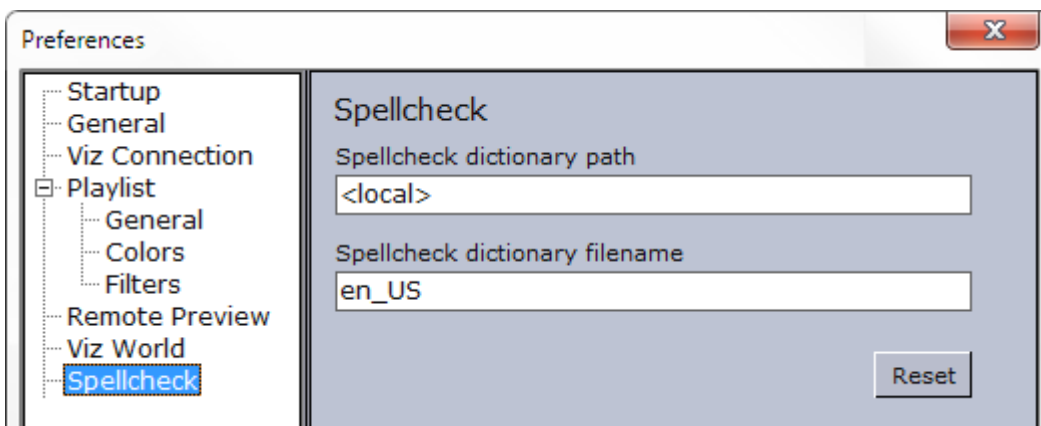 Preferences
Startup
General
Viz Connection
Playlist
General
Colors
Filters
Remote Preview
Viz World
Spellcheck
Spellcheck
Spellcheck dictionary path
<local>
Spellcheck dictionary filename
en_US
Reset